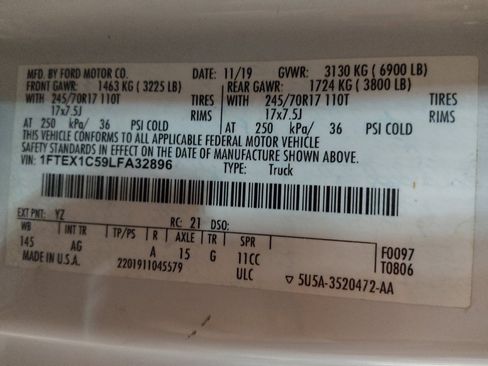 MFD. BY FORD MOTOR CO. DATE: 11/19 GVWR: 3130 KG ( 6900 LB)
FRONT GAWR: 1463 KG ( 3225 LB) REAR GAWR: 1724 KG ( 3800 LB)
WITH 245/70R17 110T TIRES WITH 245/70R17 110T TIRES
17x7.5J RIMS 17x7.5J RIMS
AT 250 kPa/ 36 PSI COLD AT 250 kPa/ 36 PSI COLD
THIS VEHICLE CONFORMS TO ALL APPLICABLE FEDERAL MOTOR VEHICLE
SAFETY STANDARDS IN EFFECT ON THE DATE OF MANUFACTURE SHOWN ABOVE.
VIN: 1FTEX1C59LFA32896 TYPE: Truck
EXT PNT: YZ RC: 21 DSO:
WB INT TR TP/PS R AXLE TR SPR F0097
145 AG A 15 G 11CC T0806
MADE IN U.S.A. 2201911045579 ULC ▽ 5U5A-3520472-AA